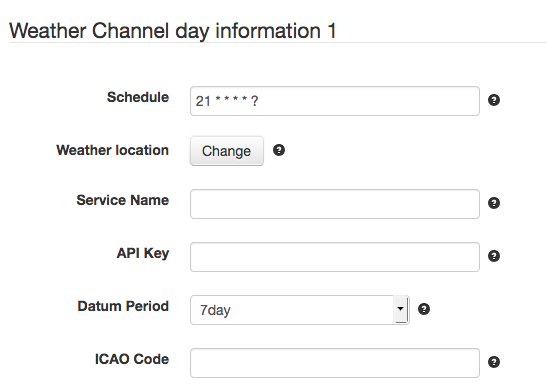 Weather Channel day information 1
Schedule 21 * * * * ?
Weather location Change
Service Name
API Key
Datum Period 7day
ICAO Code